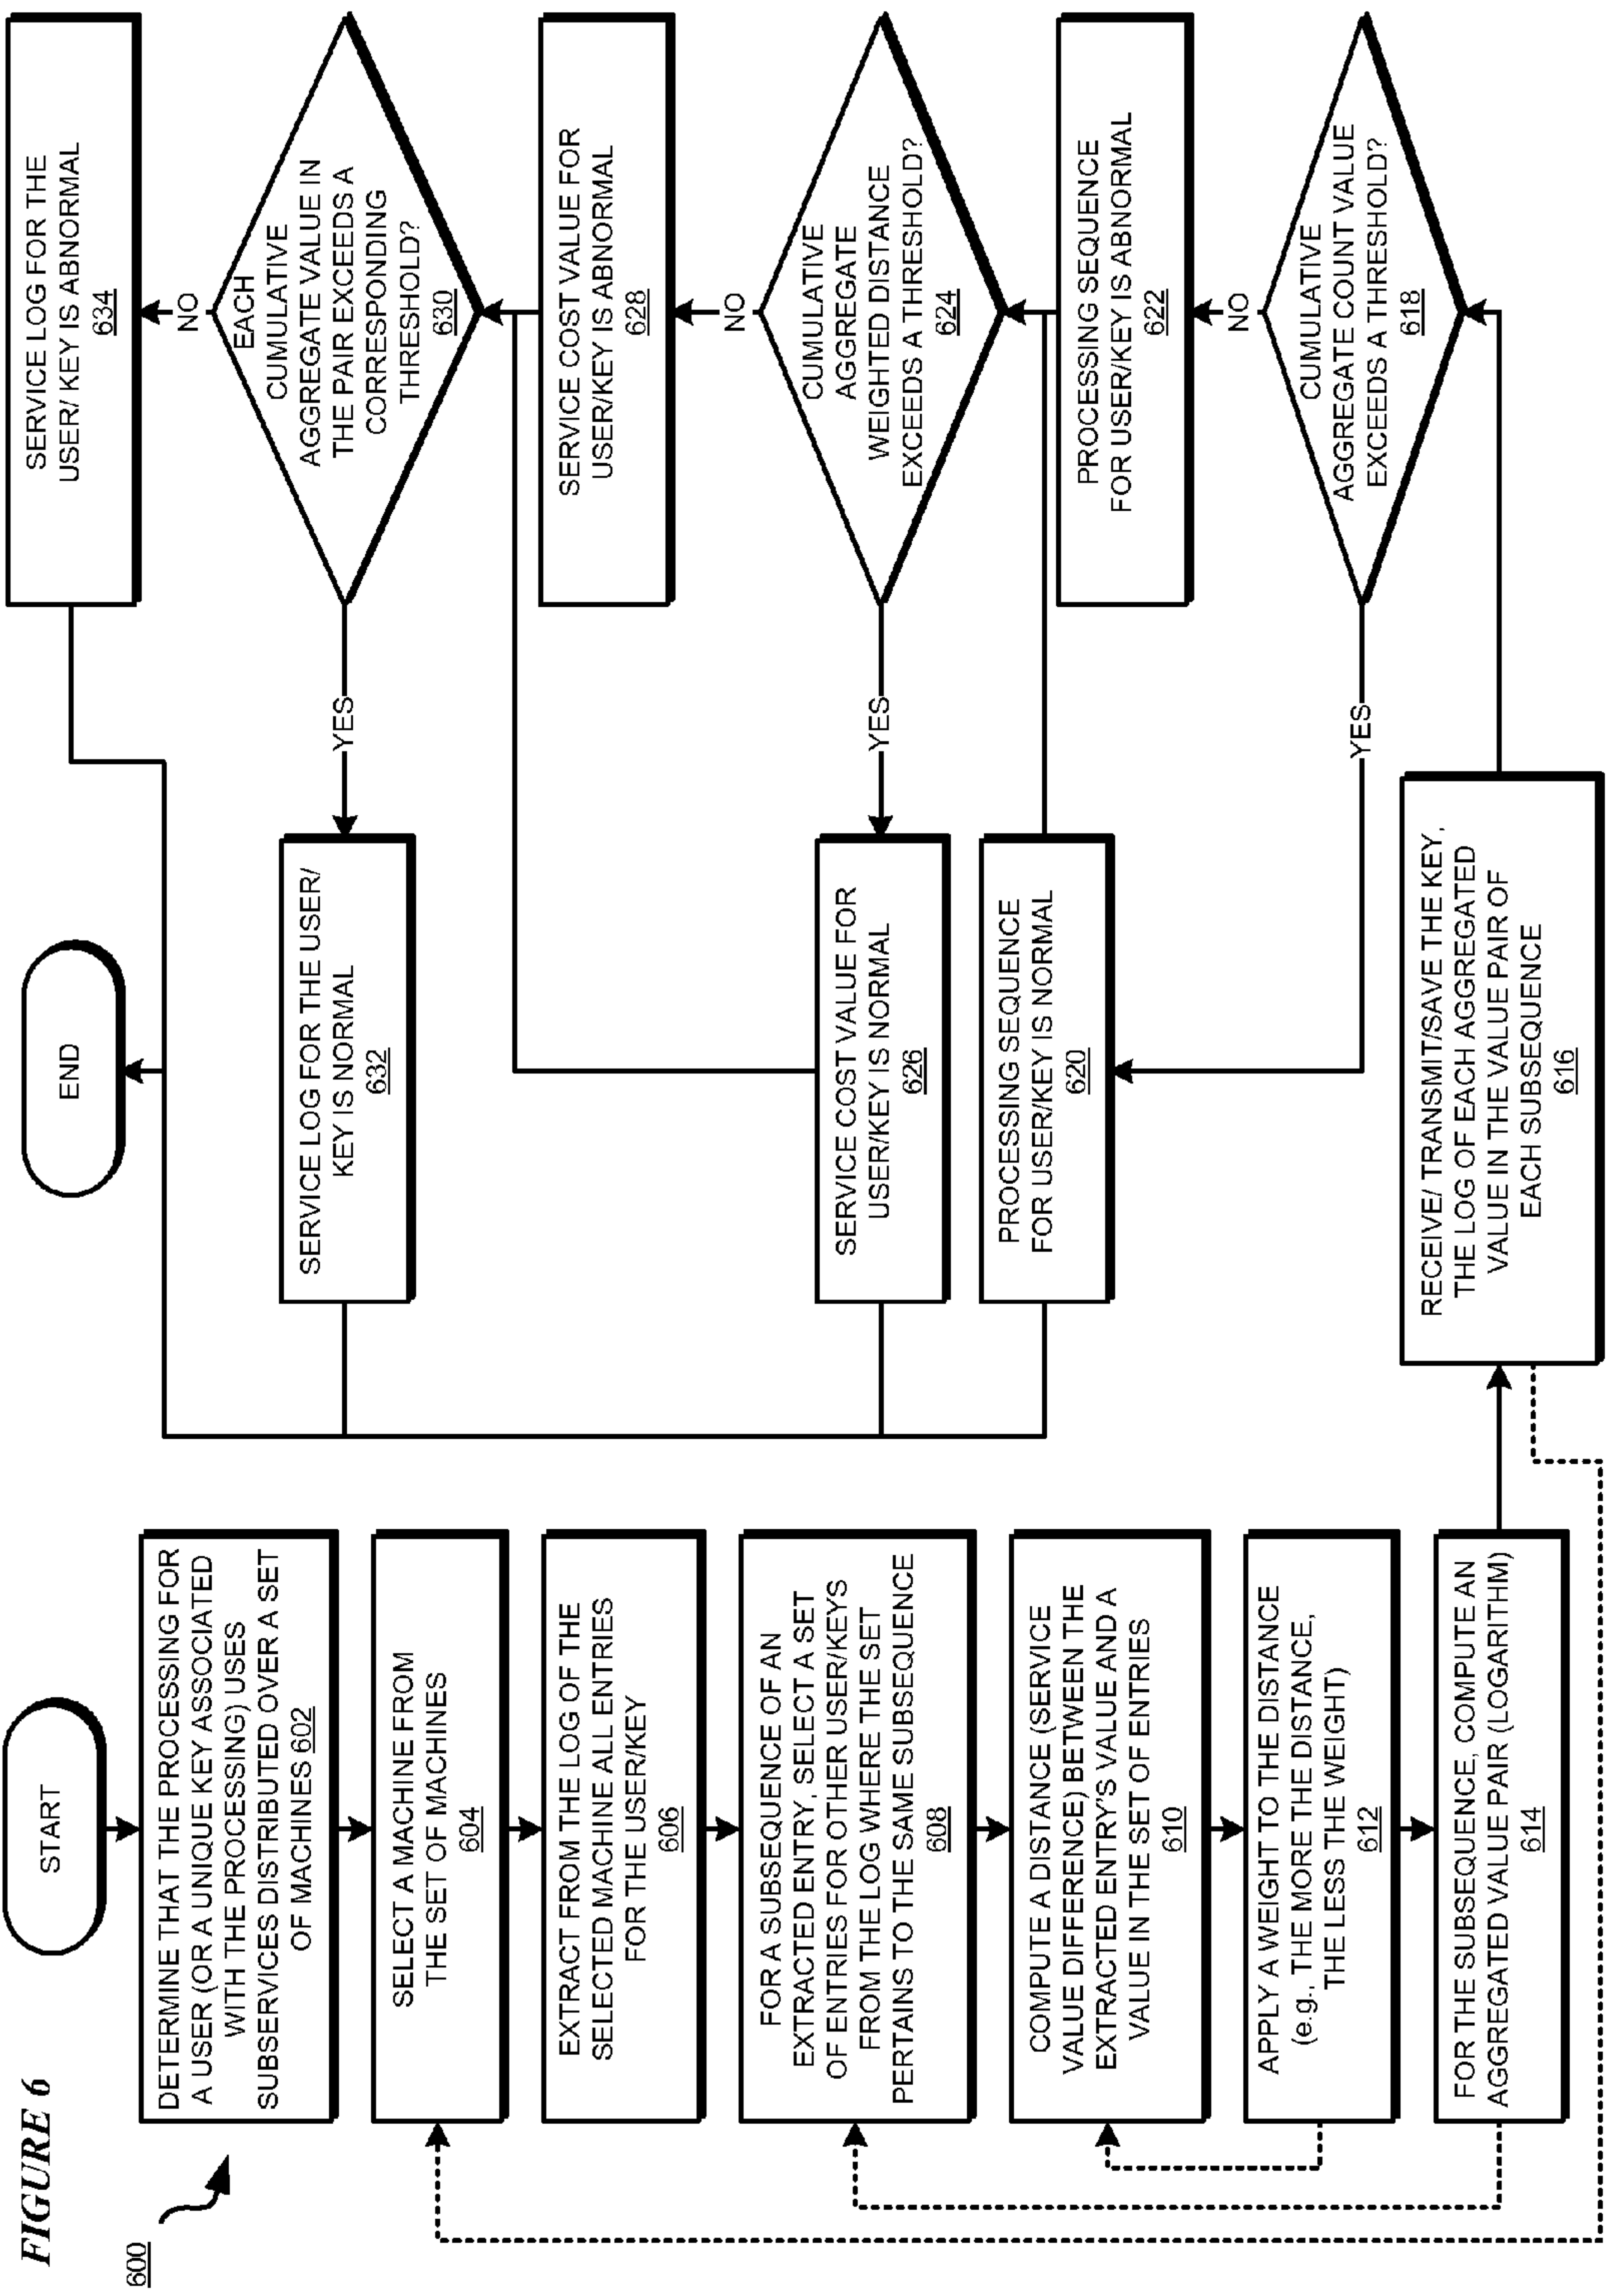 FIGURE 6
600
START
DETERMINE THAT THE PROCESSING FOR
A USER (OR A UNIQUE KEY ASSOCIATED
WITH THE PROCESSING) USES
SUBSERVICES DISTRIBUTED OVER A SET
OF MACHINES 602
SELECT A MACHINE FROM
THE SET OF MACHINES
604
EXTRACT FROM THE LOG OF THE
SELECTED MACHINE ALL ENTRIES
FOR THE USER/KEY
606
FOR A SUBSEQUENCE OF AN
EXTRACTED ENTRY, SELECT A SET
OF ENTRIES FOR OTHER USER/KEYS
FROM THE LOG WHERE THE SET
PERTAINS TO THE SAME SUBSEQUENCE
608
COMPUTE A DISTANCE (SERVICE
VALUE DIFFERENCE) BETWEEN THE
EXTRACTED ENTRY'S VALUE AND A
VALUE IN THE SET OF ENTRIES
610
APPLY A WEIGHT TO THE DISTANCE
(e.g., THE MORE THE DISTANCE,
THE LESS THE WEIGHT)
612
FOR THE SUBSEQUENCE, COMPUTE AN
AGGREGATED VALUE PAIR (LOGARITHM)
614
RECEIVE/ TRANSMIT/SAVE THE KEY,
THE LOG OF EACH AGGREGATED
VALUE IN THE VALUE PAIR OF
EACH SUBSEQUENCE
616
CUMULATIVE
AGGREGATE COUNT VALUE
EXCEEDS A THRESHOLD?
618
YES
NO
PROCESSING SEQUENCE
FOR USER/KEY IS NORMAL
620
PROCESSING SEQUENCE
FOR USER/KEY IS ABNORMAL
622
CUMULATIVE
AGGREGATE
WEIGHTED DISTANCE
EXCEEDS A THRESHOLD?
624
YES
NO
SERVICE COST VALUE FOR
USER/KEY IS NORMAL
626
SERVICE COST VALUE FOR
USER/KEY IS ABNORMAL
628
EACH
CUMULATIVE
AGGREGATE VALUE IN
THE PAIR EXCEEDS A
CORRESPONDING
THRESHOLD?
630
YES
NO
SERVICE LOG FOR THE USER/
KEY IS NORMAL
632
SERVICE LOG FOR THE
USER/ KEY IS ABNORMAL
634
END